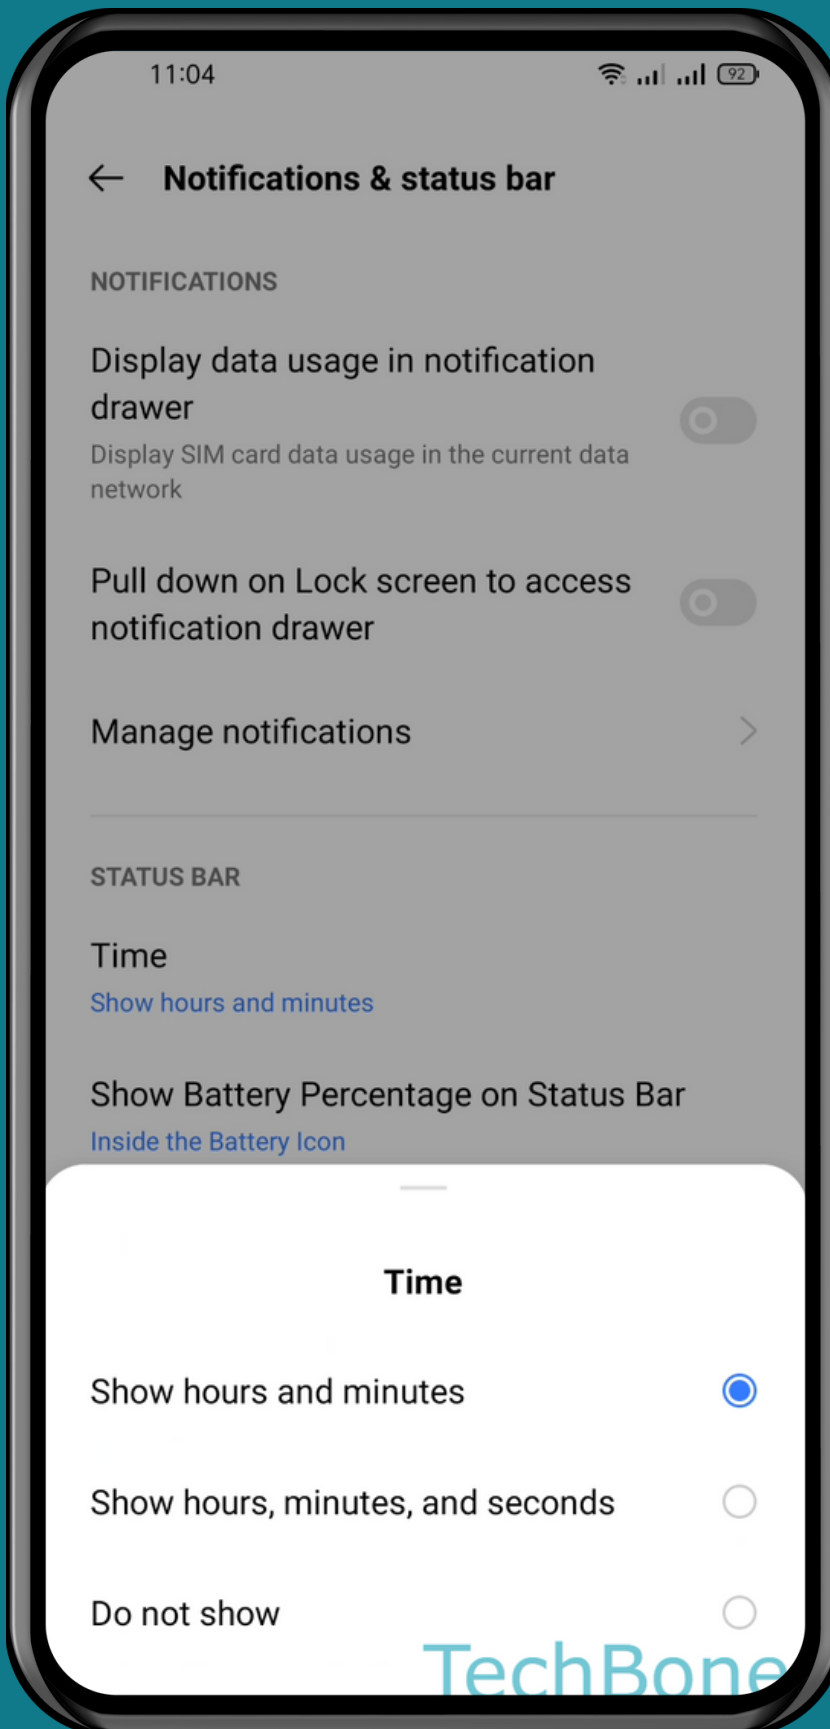 11:04
92
Notifications & status bar
NOTIFICATIONS
Display data usage in notification
drawer
Display SIM card data usage in the current data
network
Pull down on Lock screen to access
notification drawer
Manage notifications
STATUS BAR
Time
Show hours and minutes
Show Battery Percentage on Status Bar
Inside the Battery Icon
Time
Show hours and minutes
Show hours, minutes, and seconds
Do not show
TechBone